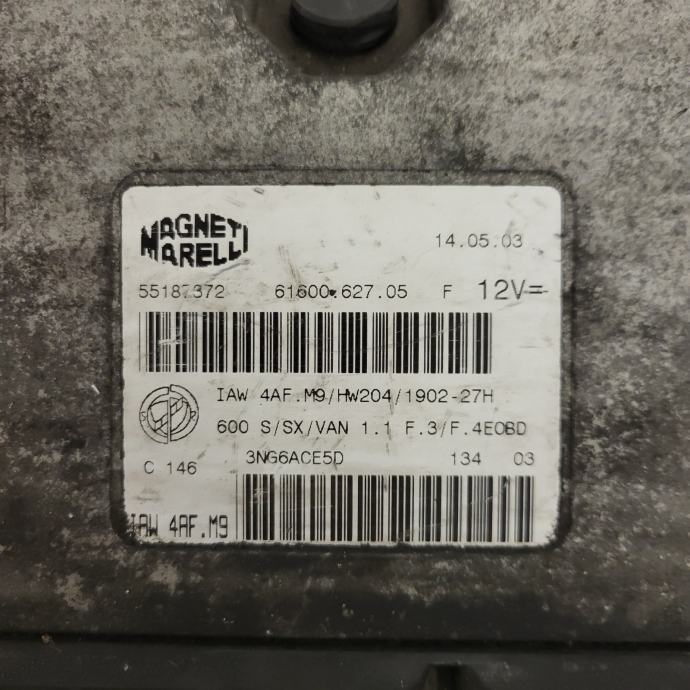 MAGNETI
MARELLI
14.05.03
55187372 61600.627.05 F 12V=
IAW 4AF.M9/HW204/1902-27H
600 S/SX/VAN 1.1 F.3/F.4EOBD
C 146 3NG6ACE5D 134 03
IAW 4AF.M9